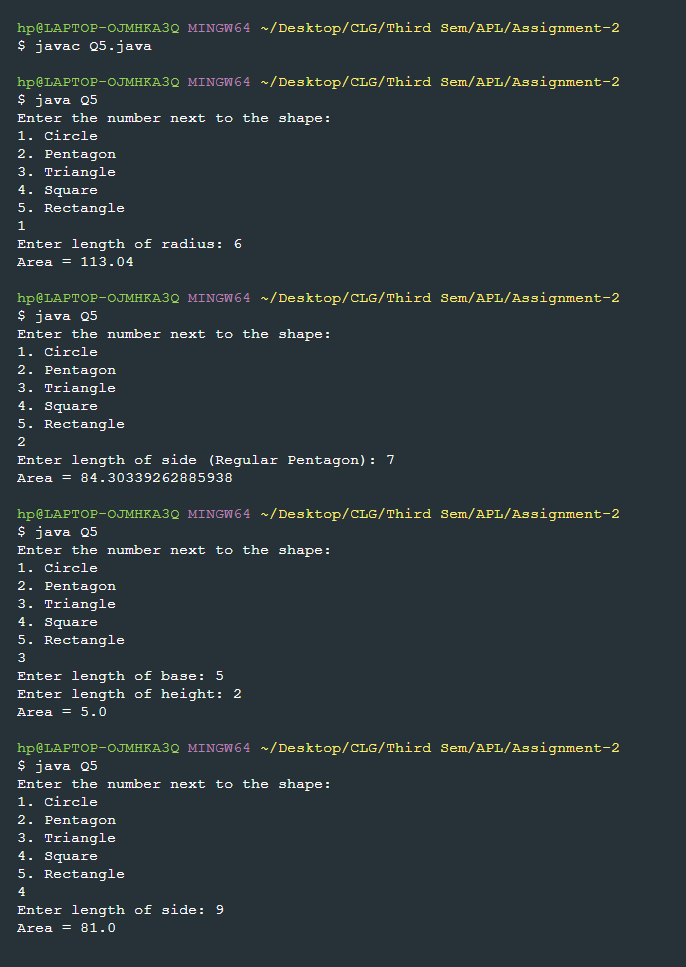 hp@LAPTOP-OJMHKA3Q MINGW64 ~/Desktop/CLG/Third Sem/APL/Assignment-2
$ javac Q5.java
hp@LAPTOP-OJMHKA3Q MINGW64 ~/Desktop/CLG/Third Sem/APL/Assignment-2
$ java Q5
Enter the number next to the shape:
1. Circle
2. Pentagon
3. Triangle
4. Square
5. Rectangle
1
Enter length of radius: 6
Area = 113.04
hp@LAPTOP-OJMHKA3Q MINGW64 ~/Desktop/CLG/Third Sem/APL/Assignment-2
$ java Q5
Enter the number next to the shape:
1. Circle
2. Pentagon
3. Triangle
4. Square
5. Rectangle
2
Enter length of side (Regular Pentagon): 7
Area = 84.30339262885938
hp@LAPTOP-OJMHKA3Q MINGW64 ~/Desktop/CLG/Third Sem/APL/Assignment-2
$ java Q5
Enter the number next to the shape:
1. Circle
2. Pentagon
3. Triangle
4. Square
5. Rectangle
3
Enter length of base: 5
Enter length of height: 2
Area = 5.0
hp@LAPTOP-OJMHKA3Q MINGW64 ~/Desktop/CLG/Third Sem/APL/Assignment-2
$ java Q5
Enter the number next to the shape:
1. Circle
2. Pentagon
3. Triangle
4. Square
5. Rectangle
4
Enter length of side: 9
Area = 81.0